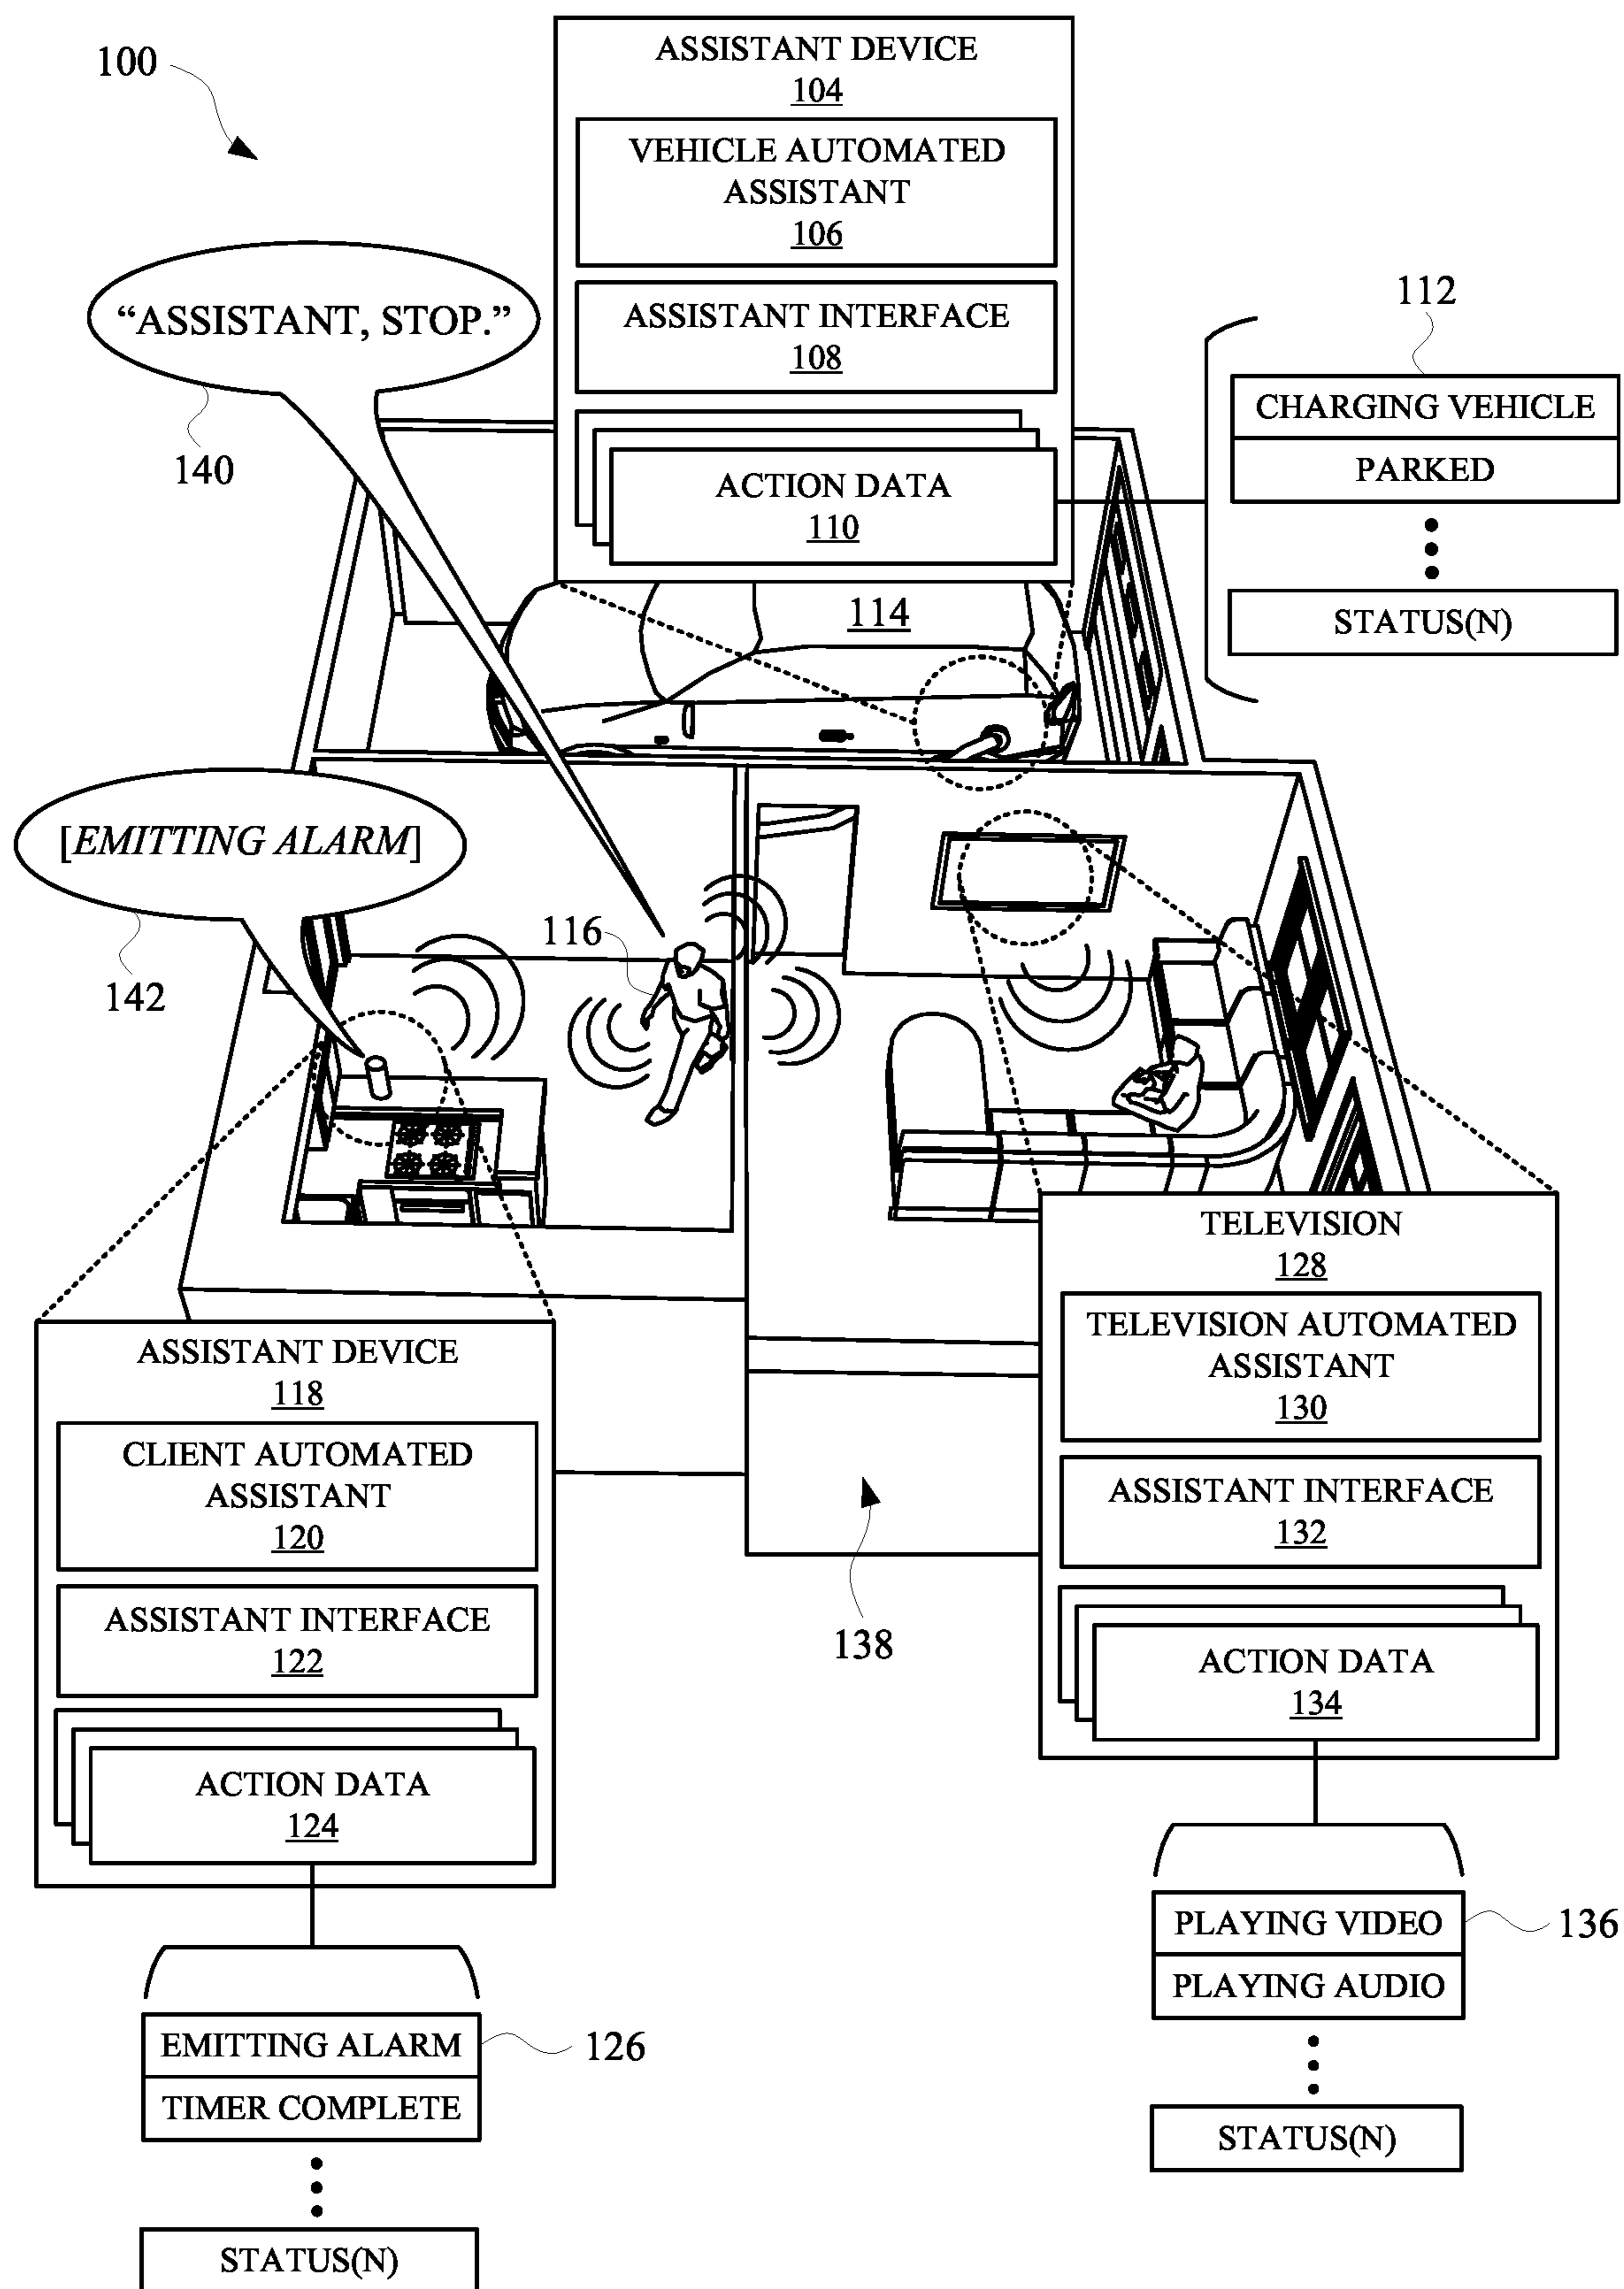 100
ASSISTANT DEVICE
104
VEHICLE AUTOMATED
ASSISTANT
106
ASSISTANT INTERFACE
108
ACTION DATA
110
112
CHARGING VEHICLE
PARKED
STATUS(N)
“ASSISTANT, STOP.”
140
114
[EMITTING ALARM]
142
116
ASSISTANT DEVICE
118
CLIENT AUTOMATED
ASSISTANT
120
ASSISTANT INTERFACE
122
ACTION DATA
124
EMITTING ALARM
126
TIMER COMPLETE
STATUS(N)
138
TELEVISION
128
TELEVISION AUTOMATED
ASSISTANT
130
ASSISTANT INTERFACE
132
ACTION DATA
134
PLAYING VIDEO
136
PLAYING AUDIO
STATUS(N)